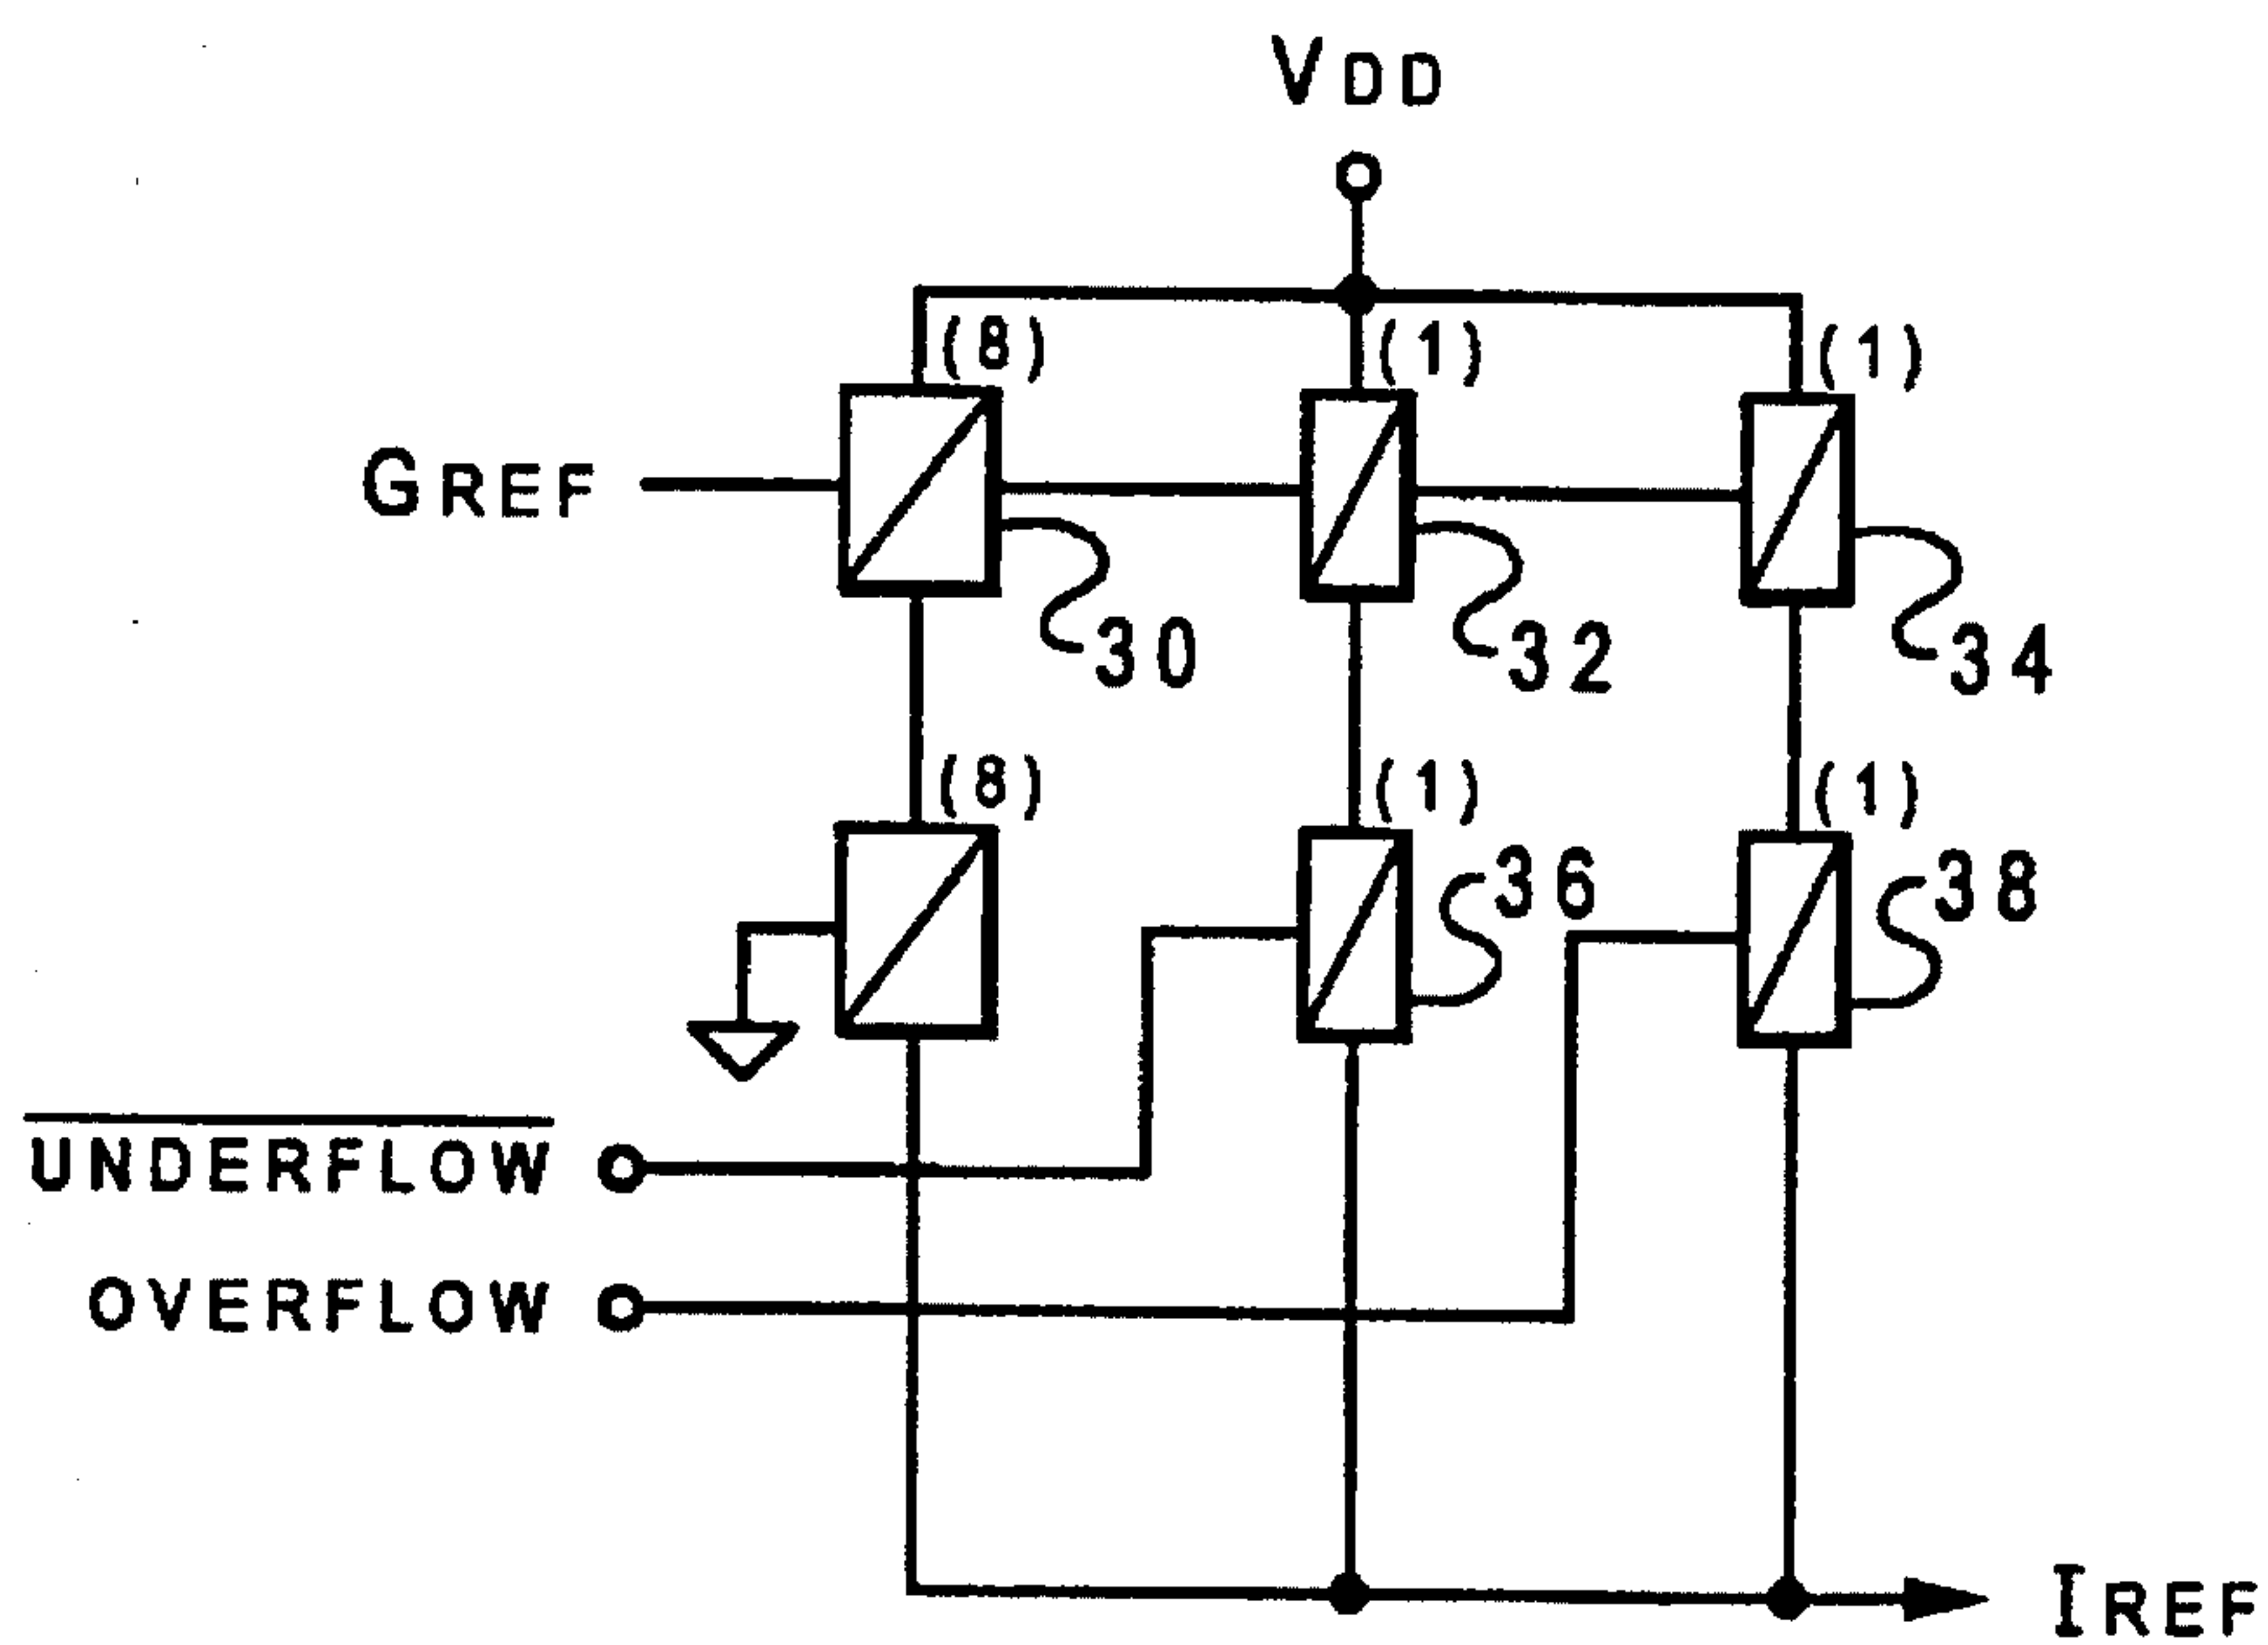 VDD
(8) (1) (1)
GREF
30 32 34
(8) (1) (1)
36 38
UNDERFLOW
OVERFLOW
IREF